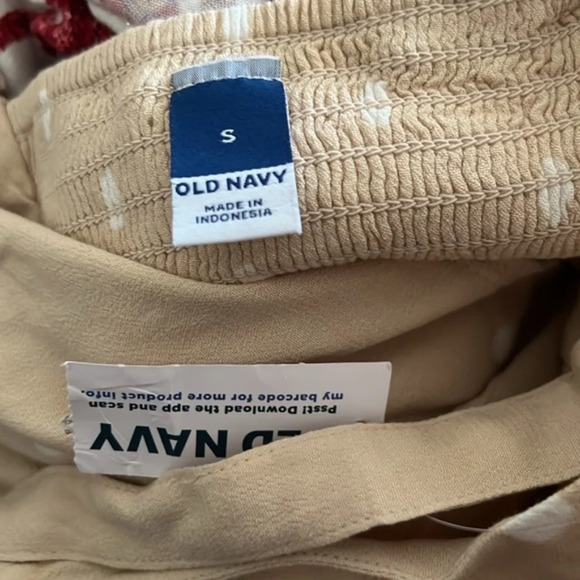 S
OLD NAVY
MADE IN
INDONESIA
Psst! Download the app and scan
my barcode for more product info.
LD NAVY